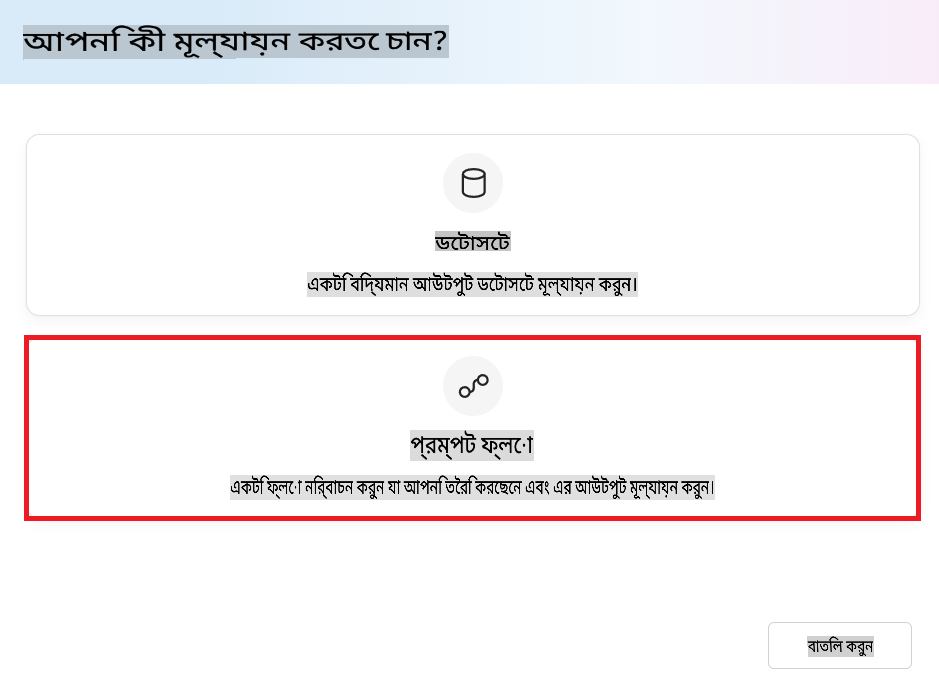 আপনি কী মূল্যায়ন করতে চান?
ডেটাসেট
একটি বিদ্যমান আউটপুট ডেটাসেট মূল্যায়ন করুন।
প্রম্পট ফ্লো
একটি ফ্লো নির্বাচন করুন যা আপনি তৈরি করেছেন এবং এর আউটপুট মূল্যায়ন করুন।
বাতিল করুন